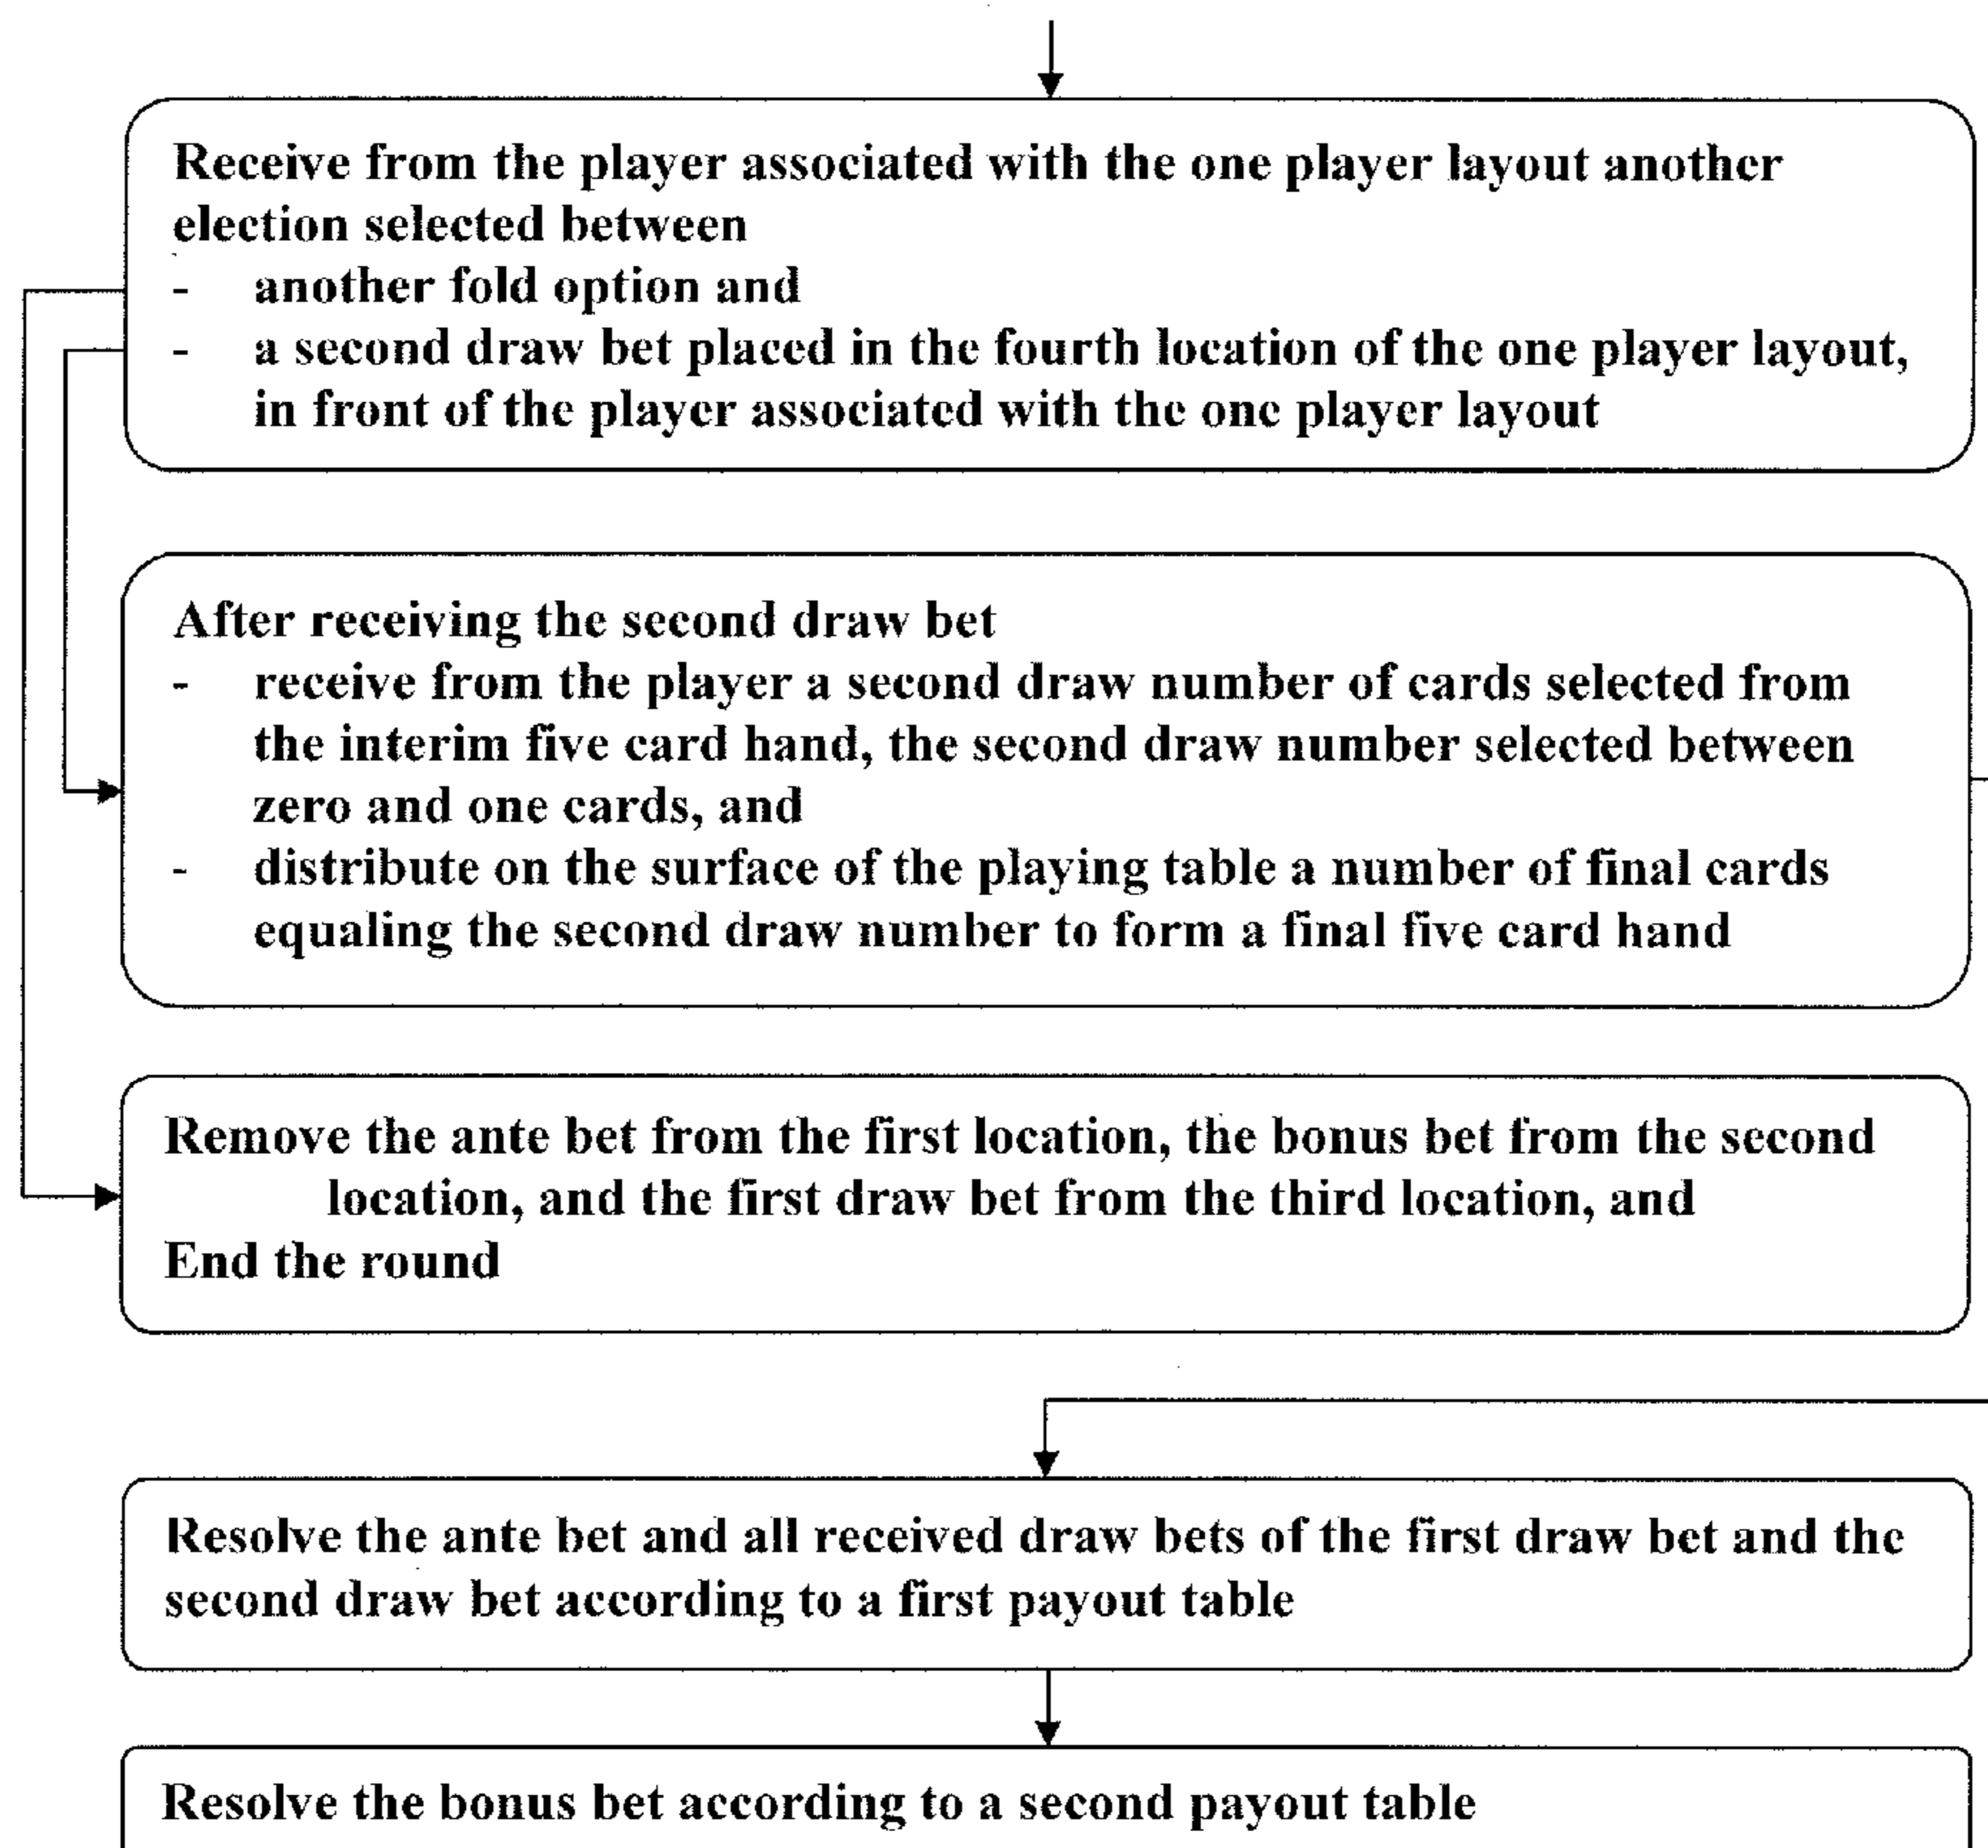 Receive from the player associated with the one player layout another
election selected between
- another fold option and
- a second draw bet placed in the fourth location of the one player layout,
in front of the player associated with the one player layout
After receiving the second draw bet
- receive from the player a second draw number of cards selected from
the interim five card hand, the second draw number selected between
zero and one cards, and
- distribute on the surface of the playing table a number of final cards
equaling the second draw number to form a final five card hand
Remove the ante bet from the first location, the bonus bet from the second
location, and the first draw bet from the third location, and
End the round
Resolve the ante bet and all received draw bets of the first draw bet and the
second draw bet according to a first payout table
Resolve the bonus bet according to a second payout table